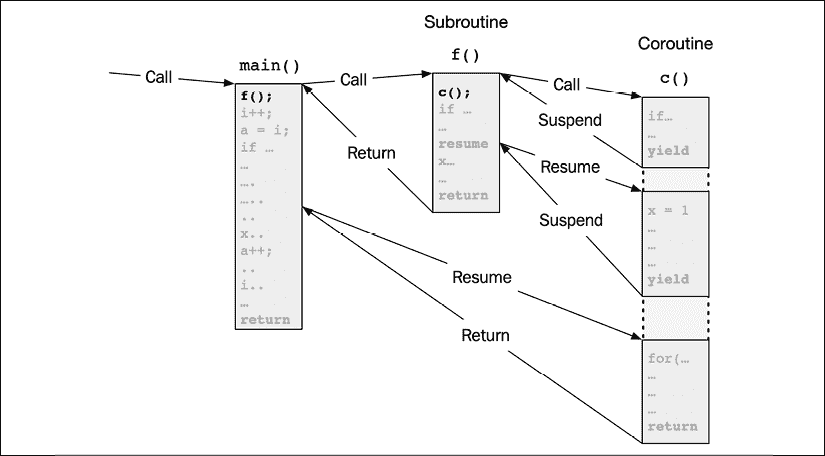 Subroutine
Coroutine
main()
f()
c()
Call
Call
Call
Suspend
Return
Resume
Suspend
Resume
Return
f();
i++;
a = i;
if …
…
….
…..
..
x..
a++;
..
i..
…
return
c();
if …
…
resume
x…
…
return
if…
…
yield
x = 1
…
…
…
yield
for(…
…
…
…
return